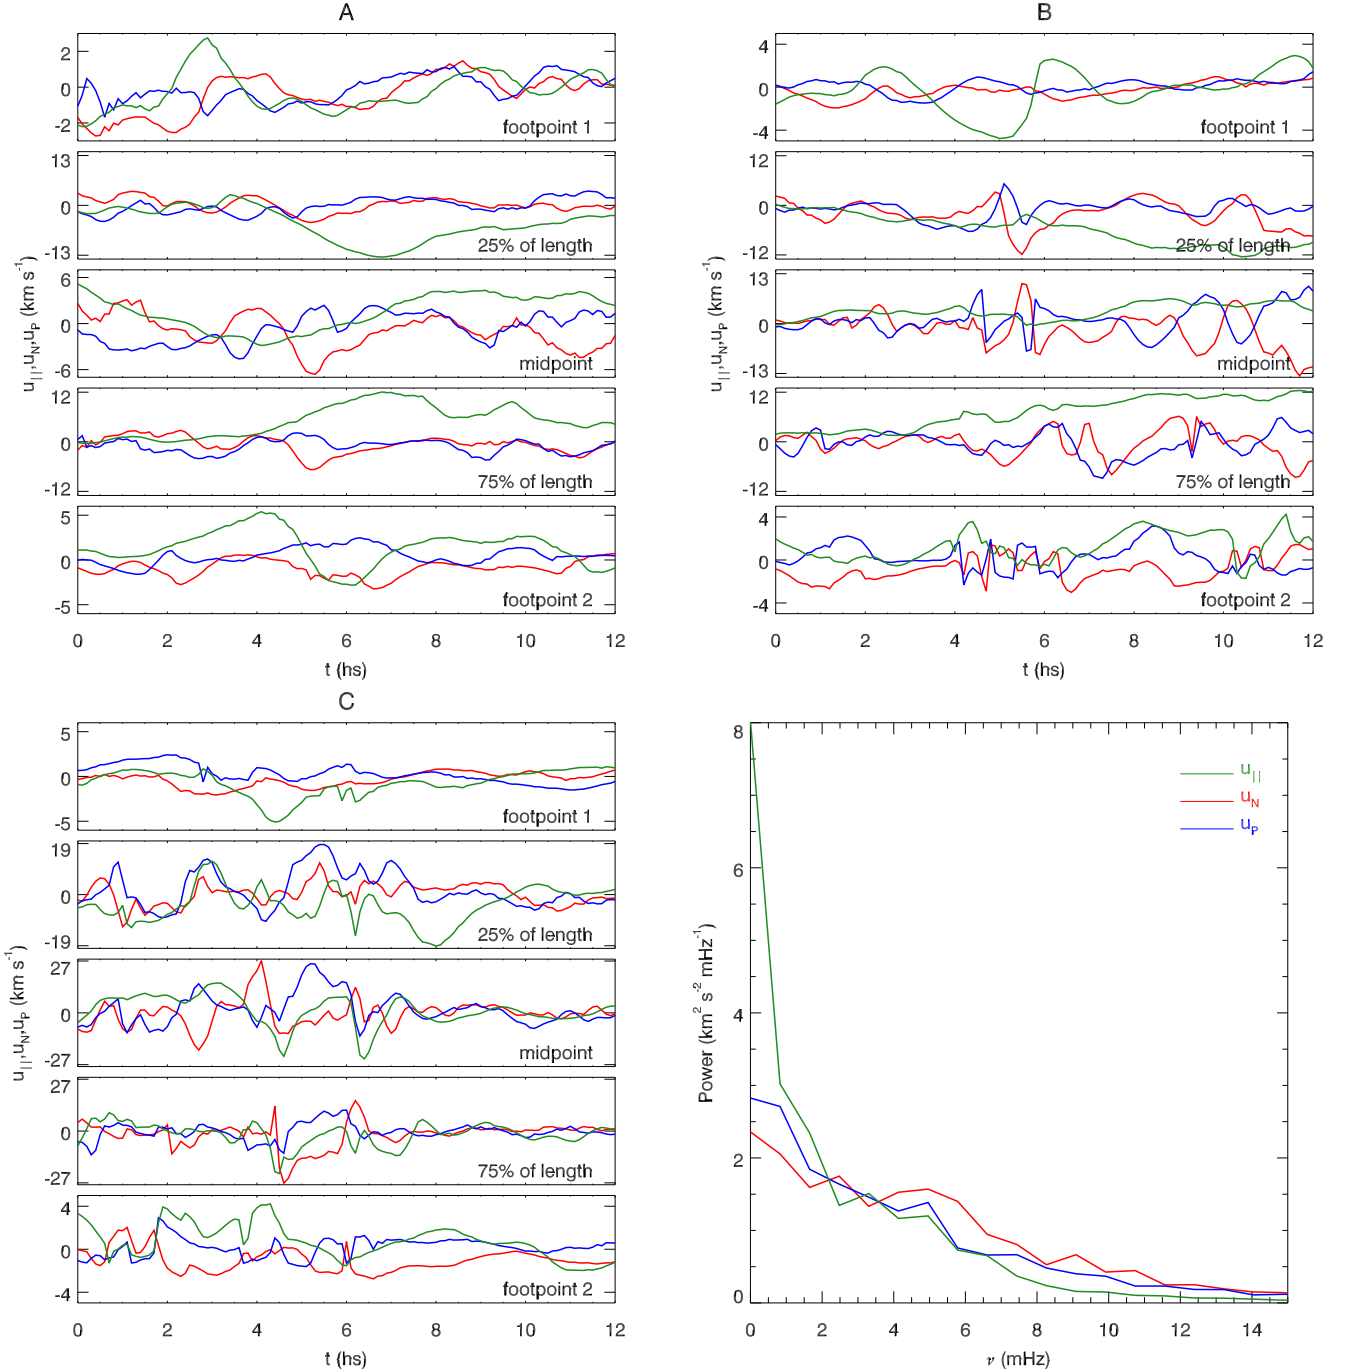 A
2
0
-2
footpoint 1
13
0
-13
25% of length
6
0
-6
midpoint
12
0
-12
75% of length
5
0
-5
footpoint 2
u||,uN,uP (km s-1)
0 2 4 6 8 10 12
t (hs)
B
4
0
-4
footpoint 1
12
0
-12
25% of length
13
0
-13
midpoint
12
0
-12
75% of length
4
0
-4
footpoint 2
u||,uN,uP (km s-1)
0 2 4 6 8 10 12
t (hs)
C
5
0
-5
footpoint 1
19
0
-19
25% of length
27
0
-27
midpoint
27
0
-27
75% of length
4
0
-4
footpoint 2
u||,uN,uP (km s-1)
0 2 4 6 8 10 12
t (hs)
8
6
4
2
0
Power (km2 s-2 mHz-1)
u||
uN
uP
0 2 4 6 8 10 12 14
ν (mHz)